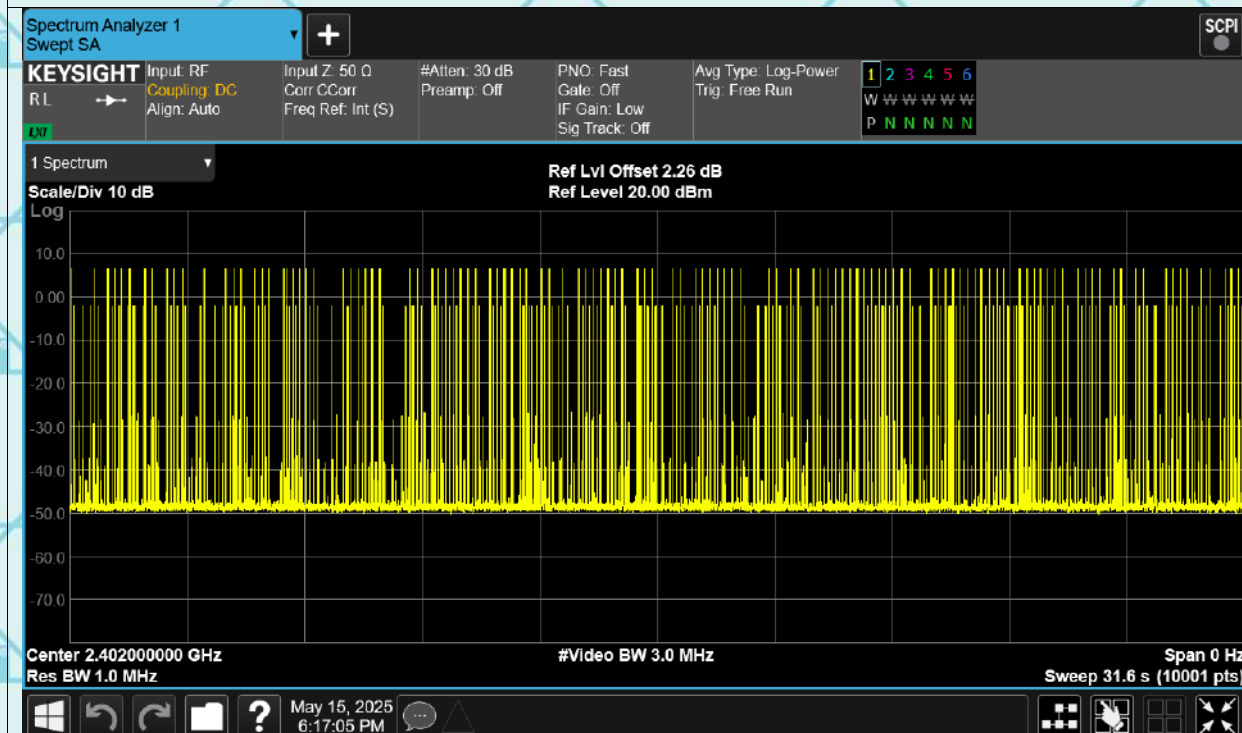 Spectrum Analyzer 1
Swept SA
+
SCPI
KEYSIGHT Input: RF Input Z: 50 Ω #Atten: 30 dB PNO: Fast Avg Type: Log-Power 1 2 3 4 5 6
RL Coupling: DC Corr CCorr Preamp: Off Gate: Off Trig: Free Run W W W W W W
Align: Auto Freq Ref: Int (S) IF Gain: Low P N N N N N
LXI Sig Track: Off
1 Spectrum
Ref Lvl Offset 2.26 dB
Scale/Div 10 dB Ref Level 20.00 dBm
Log
10.0
0.00
-10.0
-20.0
-30.0
-40.0
-50.0
-60.0
-70.0
Center 2.402000000 GHz #Video BW 3.0 MHz Span 0 Hz
Res BW 1.0 MHz Sweep 31.6 s (10001 pts)
? May 15, 2025
6:17:05 PM